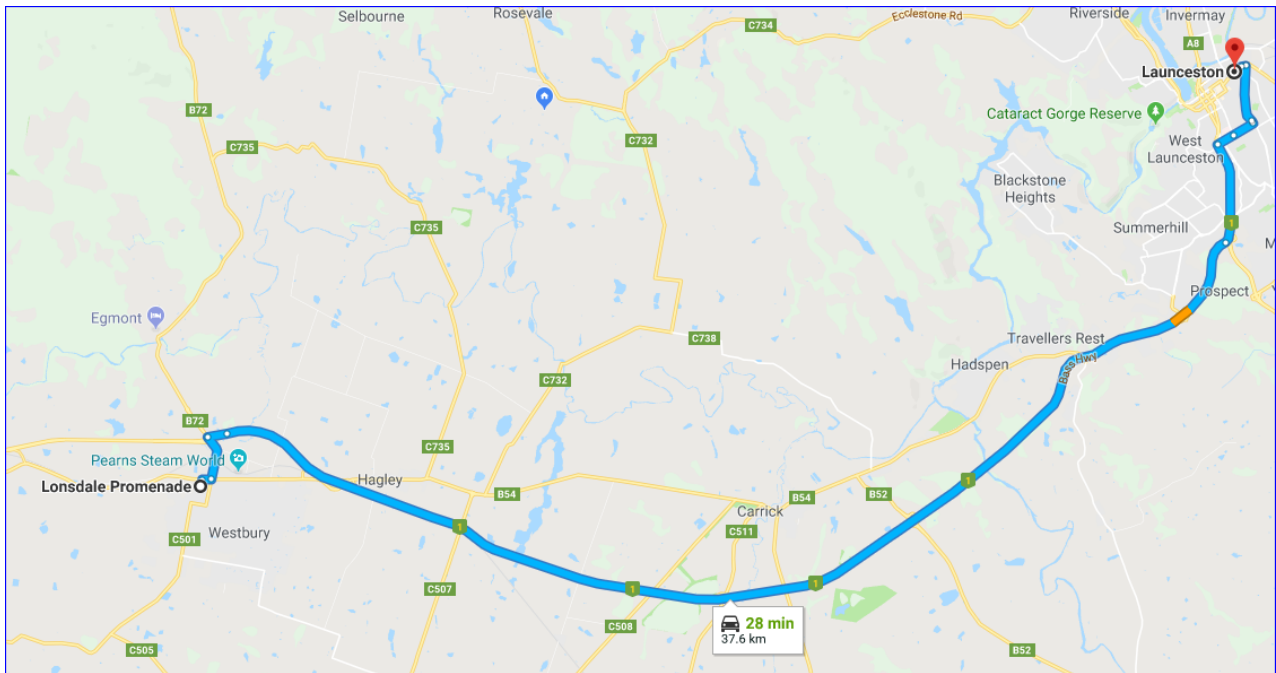 Selbourne
Rosevale
Ecclestone Rd
Riverside
Invermay
C734
A8
Launceston
B72
Cataract Gorge Reserve
C732
C735
West
Launceston
Blackstone
Heights
C735
Summerhill
1
M
Prospect
Egmont
Travellers Rest
C738
Hadspen
Bass Hwy
C732
B72
C735
Pearns Steam World
Hagley
1
Lonsdale Promenade
B54
B54
B52
Carrick
1
C511
Westbury
C501
1
1
C507
28 min
37.6 km
C508
C505
B52